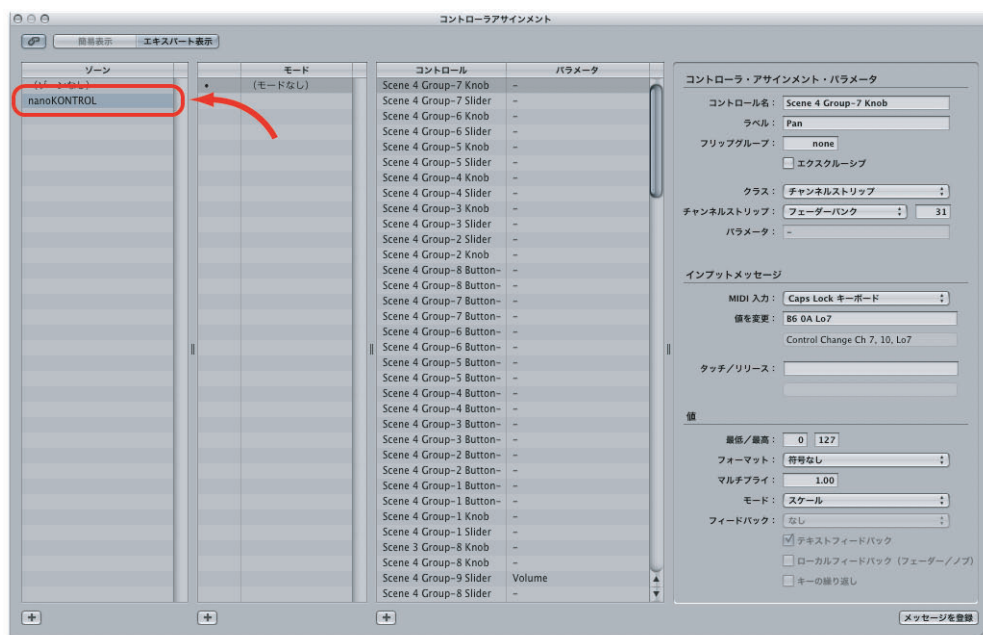 コントローラアサインメント
簡易表示 エキスパート表示
ゾーン
(ゾーンなし)
nanoKONTROL
モード
• (モードなし)
コントロール パラメータ
Scene 4 Group-7 Knob –
Scene 4 Group-7 Slider –
Scene 4 Group-6 Knob –
Scene 4 Group-6 Slider –
Scene 4 Group-5 Knob –
Scene 4 Group-5 Slider –
Scene 4 Group-4 Knob –
Scene 4 Group-4 Slider –
Scene 4 Group-3 Knob –
Scene 4 Group-3 Slider –
Scene 4 Group-2 Slider –
Scene 4 Group-2 Knob –
Scene 4 Group-8 Button- –
Scene 4 Group-8 Button- –
Scene 4 Group-7 Button- –
Scene 4 Group-7 Button- –
Scene 4 Group-6 Button- –
Scene 4 Group-6 Button- –
Scene 4 Group-5 Button- –
Scene 4 Group-5 Button- –
Scene 4 Group-4 Button- –
Scene 4 Group-4 Button- –
Scene 4 Group-3 Button- –
Scene 4 Group-3 Button- –
Scene 4 Group-2 Button- –
Scene 4 Group-2 Button- –
Scene 4 Group-1 Button- –
Scene 4 Group-1 Button- –
Scene 4 Group-1 Knob –
Scene 4 Group-1 Slider –
Scene 3 Group-8 Knob –
Scene 4 Group-8 Knob –
Scene 4 Group-9 Slider Volume
Scene 4 Group-8 Slider –
コントローラ・アサインメント・パラメータ
コントロール名： Scene 4 Group-7 Knob
ラベル： Pan
フリップグループ： none
エクスクルーシブ
クラス： チャンネルストリップ
チャンネルストリップ： フェーダーバンク 31
パラメータ： –
インプットメッセージ
MIDI 入力： Caps Lock キーボード
値を変更： B6 0A Lo7
Control Change Ch 7, 10, Lo7
タッチ／リリース：
値
最低／最高： 0 127
フォーマット： 符号なし
マルチプライ： 1.00
モード： スケール
フィードバック： なし
テキストフィードバック
ローカルフィードバック（フェーダー／ノブ）
キーの繰り返し
メッセージを登録